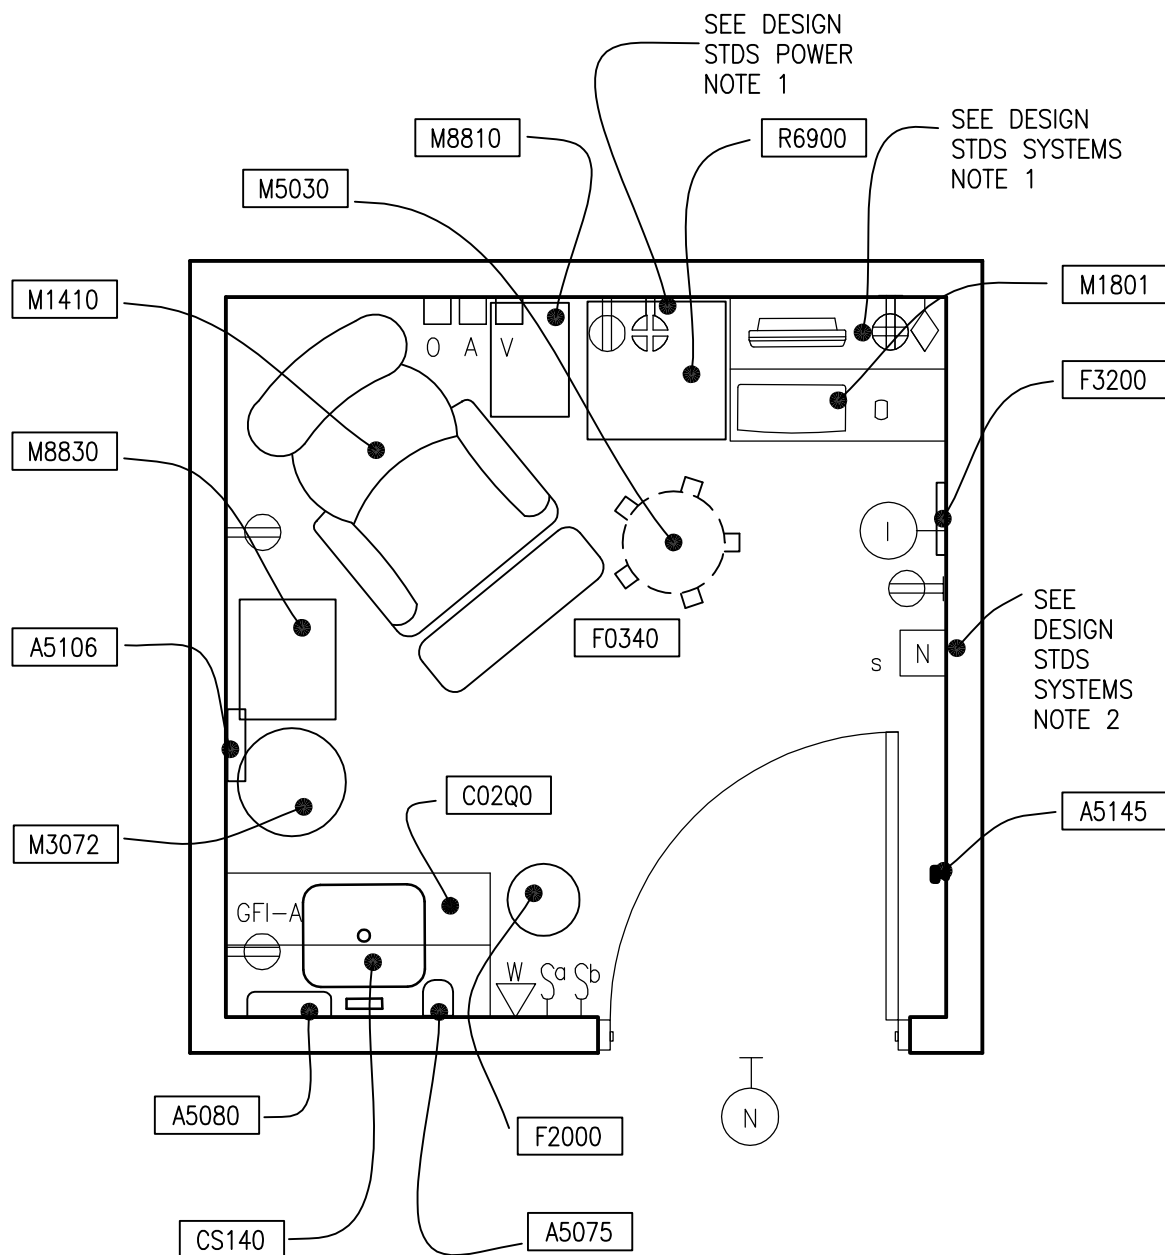 SEE DESIGN
STDS POWER
NOTE 1
M8810
R6900
SEE DESIGN
STDS SYSTEMS
NOTE 1
M5030
M1410
M1801
O A V
F3200
M8830
I
SEE
DESIGN
STDS
SYSTEMS
NOTE 2
A5106
F0340
s
N
C02Q0
A5145
M3072
GFI-A
W
Sa
Sb
A5080
F2000
N
CS140
A5075